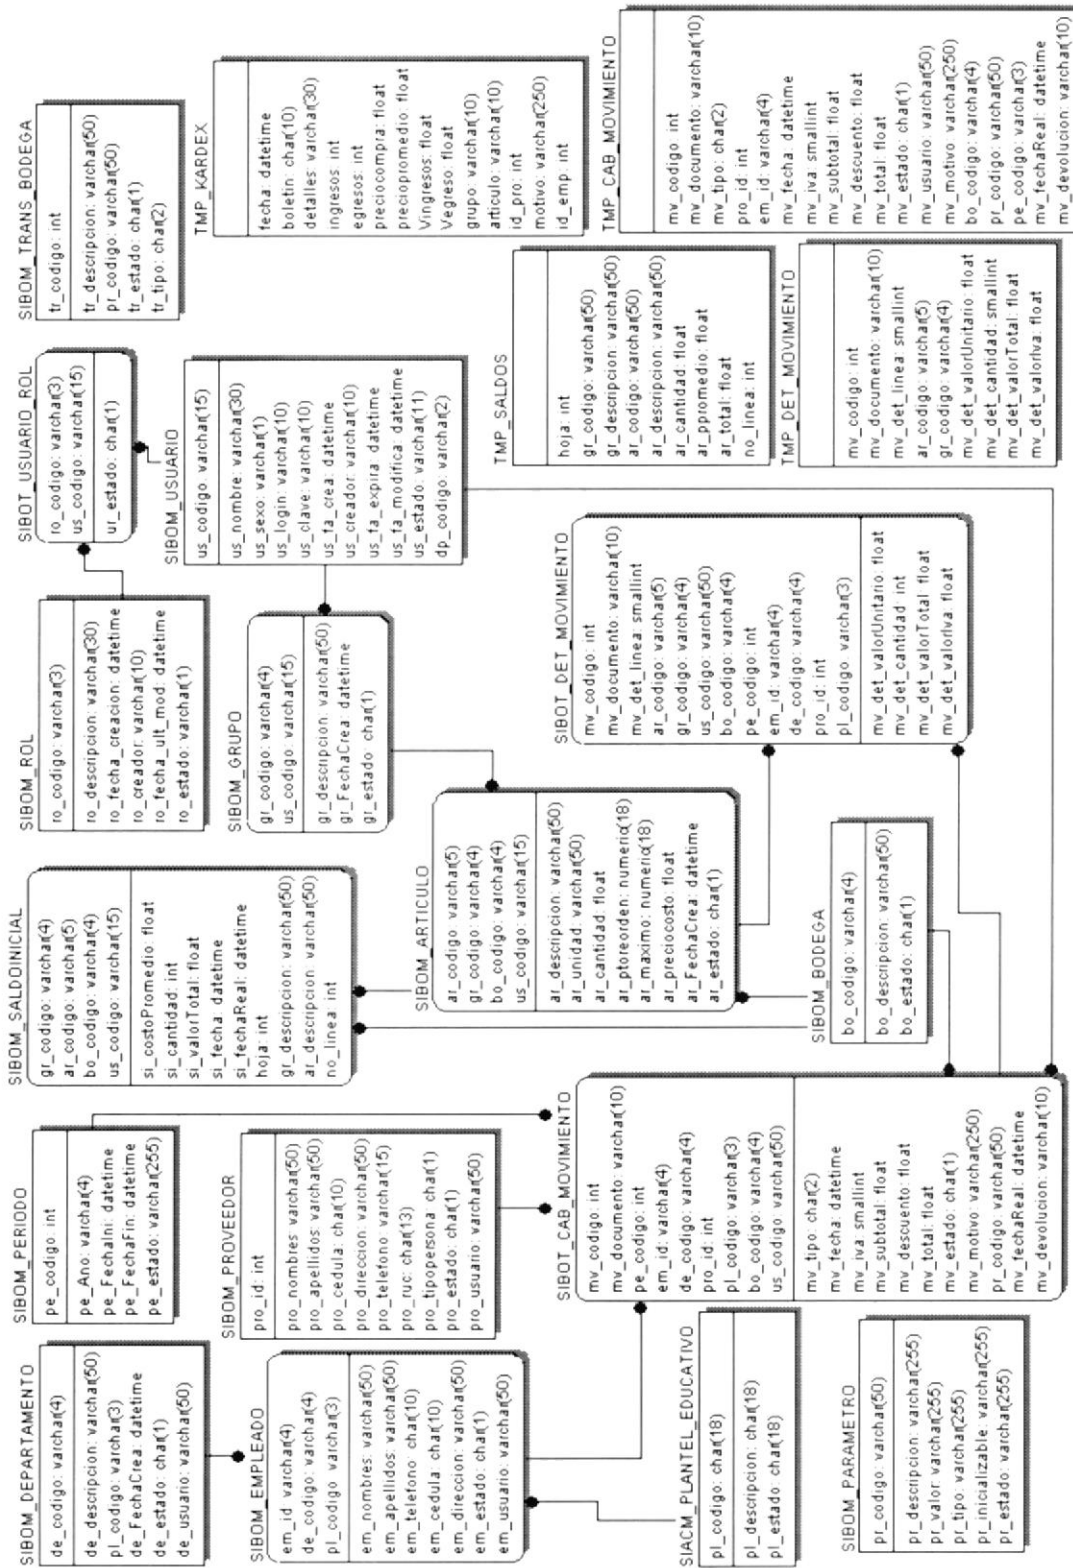 SIBOM_DEPARTAMENTO
de_codigo: varchar(4)
de_descripcion: varchar(50)
pl_codigo: varchar(3)
de_FechaCrea: datetime
de_estado: char(1)
de_usuario: varchar(50)
SIBOM_EMPLEADO
em_id: varchar(4)
de_codigo: varchar(4)
pl_codigo: varchar(3)
em_nombres: varchar(50)
em_apellidos: varchar(50)
em_telefono: char(10)
em_cedula: char(10)
em_direccion: varchar(50)
em_estado: char(1)
em_usuario: varchar(50)
SIACM_PLANTEL_EDUCATIVO
pl_codigo: char(18)
pl_descripcion: char(18)
pl_estado: char(18)
SIBOM_PARAMETRO
pr_codigo: varchar(50)
pr_descripcion: varchar(255)
pr_valor: varchar(255)
pr_tipo: varchar(255)
pr_inicializable: varchar(255)
pr_estado: varchar(255)
SIBOM_PERIODO
pe_codigo: int
pe_Ano: varchar(4)
pe_FechaIni: datetime
pe_FechaFin: datetime
pe_estado: varchar(255)
SIBOM_PROVEEDOR
pro_id: int
pro_nombres: varchar(50)
pro_apellidos: varchar(50)
pro_cedula: char(10)
pro_direccion: varchar(50)
pro_telefono: varchar(15)
pro_ruc: char(13)
pro_tipopersona: char(1)
pro_estado: char(1)
pro_usuario: varchar(50)
SIBOT_CAB_MOVIMIENTO
mv_codigo: int
mv_documento: varchar(10)
pe_codigo: int
em_id: varchar(4)
de_codigo: varchar(4)
pro_id: int
pl_codigo: varchar(3)
bo_codigo: varchar(4)
us_codigo: varchar(50)
mv_tipo: char(2)
mv_fecha: datetime
mv_iva: smallint
mv_subtotal: float
mv_descuento: float
mv_total: float
mv_estado: char(1)
mv_motivo: varchar(250)
pr_codigo: varchar(50)
mv_fechaReal: datetime
mv_devolucion: varchar(10)
SIBOM_SALDOINICIAL
gr_codigo: varchar(4)
ar_codigo: varchar(5)
bo_codigo: varchar(4)
us_codigo: varchar(15)
si_costoPromedio: float
si_cantidad: int
si_valorTotal: float
si_fecha: datetime
si_fechaReal: datetime
hoja: int
gr_descripcion: varchar(50)
ar_descripcion: varchar(50)
no_linea: int
SIBOM_ARTICULO
ar_codigo: varchar(5)
gr_codigo: varchar(4)
bo_codigo: varchar(4)
us_codigo: varchar(15)
ar_descripcion: varchar(50)
ar_unidad: varchar(50)
ar_cantidad: float
ar_ptoreorden: numeric(18)
ar_maximo: numeric(18)
ar_preciocosto: float
ar_FechaCrea: datetime
ar_estado: char(1)
SIBOM_BODEGA
bo_codigo: varchar(4)
bo_descripcion: varchar(50)
bo_estado: char(1)
SIBOM_ROL
ro_codigo: varchar(3)
ro_descripcion: varchar(30)
ro_fecha_creacion: datetime
ro_creador: varchar(10)
ro_fecha_ult_mod: datetime
ro_estado: varchar(1)
SIBOM_GRUPO
gr_codigo: varchar(4)
us_codigo: varchar(15)
gr_descripcion: varchar(50)
gr_FechaCrea: datetime
gr_estado: char(1)
SIBOT_DET_MOVIMIENTO
mv_codigo: int
mv_documento: varchar(10)
mv_det_linea: smallint
ar_codigo: varchar(5)
gr_codigo: varchar(4)
us_codigo: varchar(50)
bo_codigo: varchar(4)
pe_codigo: int
em_id: varchar(4)
de_codigo: varchar(4)
pro_id: int
pl_codigo: varchar(3)
mv_det_valorUnitario: float
mv_det_cantidad: int
mv_det_valorTotal: float
mv_det_valorIva: float
SIBOT_USUARIO_ROL
ro_codigo: varchar(3)
us_codigo: varchar(15)
ur_estado: char(1)
SIBOM_USUARIO
us_codigo: varchar(15)
us_nombre: varchar(30)
us_sexo: varchar(1)
us_login: varchar(10)
us_clave: varchar(10)
us_fa_crea: datetime
us_creador: varchar(10)
us_fa_expira: datetime
us_fa_modifica: datetime
us_estado: varchar(11)
dp_codigo: varchar(2)
SIBOM_TRANS_BODEGA
tr_codigo: int
tr_descripcion: varchar(50)
pr_codigo: varchar(50)
tr_estado: char(1)
tr_tipo: char(2)
TMP_KARDEX
fecha: datetime
boletin: char(10)
detalles: varchar(30)
ingresos: int
egresos: int
preciocompra: float
preciopromedio: float
Vingresos: float
Vegreso: float
grupo: varchar(10)
articulo: varchar(10)
id_pro: int
motivo: varchar(250)
id_emp: int
TMP_SALDOS
hoja: int
gr_codigo: varchar(50)
gr_descripcion: varchar(50)
ar_codigo: varchar(50)
ar_descripcion: varchar(50)
ar_cantidad: float
ar_ppromedio: float
ar_total: float
no_linea: int
TMP_DET_MOVIMIENTO
mv_codigo: int
mv_documento: varchar(10)
mv_det_linea: smallint
ar_codigo: varchar(5)
gr_codigo: varchar(4)
mv_det_valorUnitario: float
mv_det_cantidad: smallint
mv_det_valorTotal: float
mv_det_valorIva: float
TMP_CAB_MOVIMIENTO
mv_codigo: int
mv_documento: varchar(10)
mv_tipo: char(2)
pro_id: int
em_id: varchar(4)
mv_fecha: datetime
mv_iva: smallint
mv_subtotal: float
mv_descuento: float
mv_total: float
mv_estado: char(1)
mv_usuario: varchar(50)
mv_motivo: varchar(250)
bo_codigo: varchar(4)
pr_codigo: varchar(50)
pe_codigo: varchar(3)
mv_fechaReal: datetime
mv_devolucion: varchar(10)